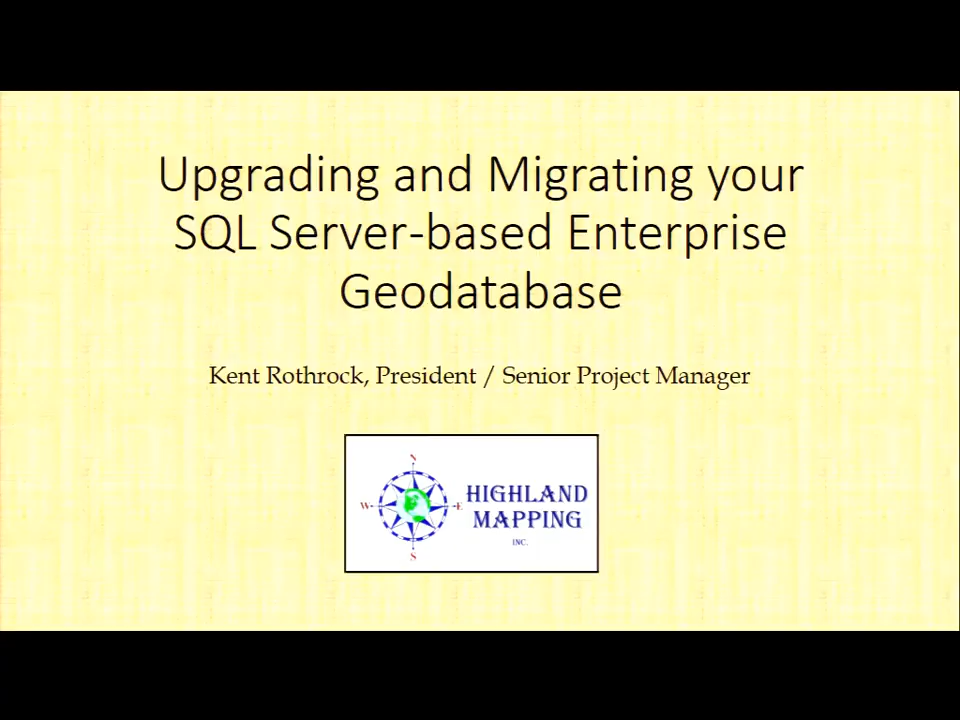 Upgrading and Migrating your
SQL Server-based Enterprise
Geodatabase
Kent Rothrock, President / Senior Project Manager
N
W
E
HIGHLAND
MAPPING
INC.
S